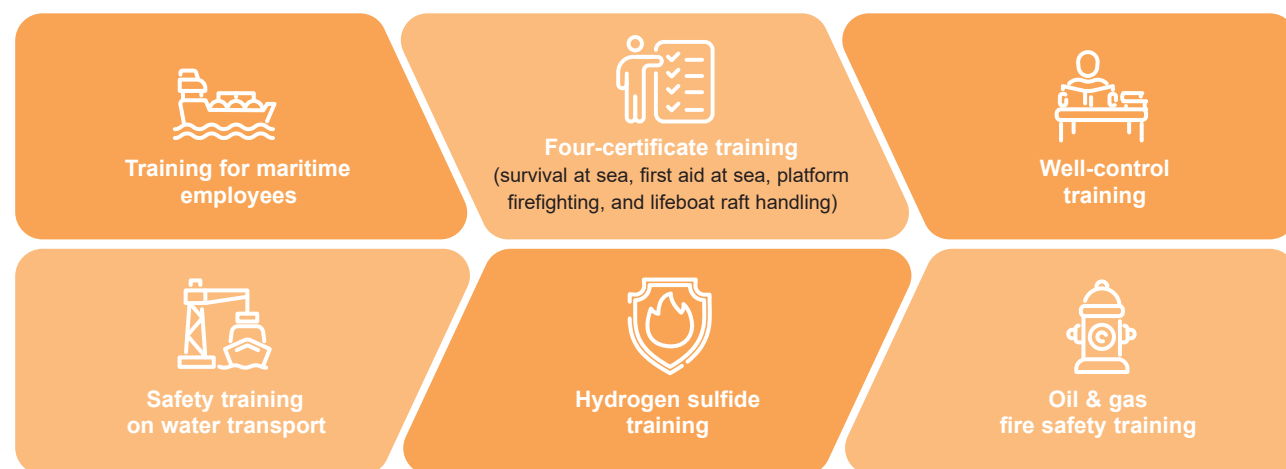 Training for maritime
employees
Four-certificate training
(survival at sea, first aid at sea, platform
firefighting, and lifeboat raft handling)
Well-control
training
Safety training
on water transport
Hydrogen sulfide
training
Oil & gas
fire safety training